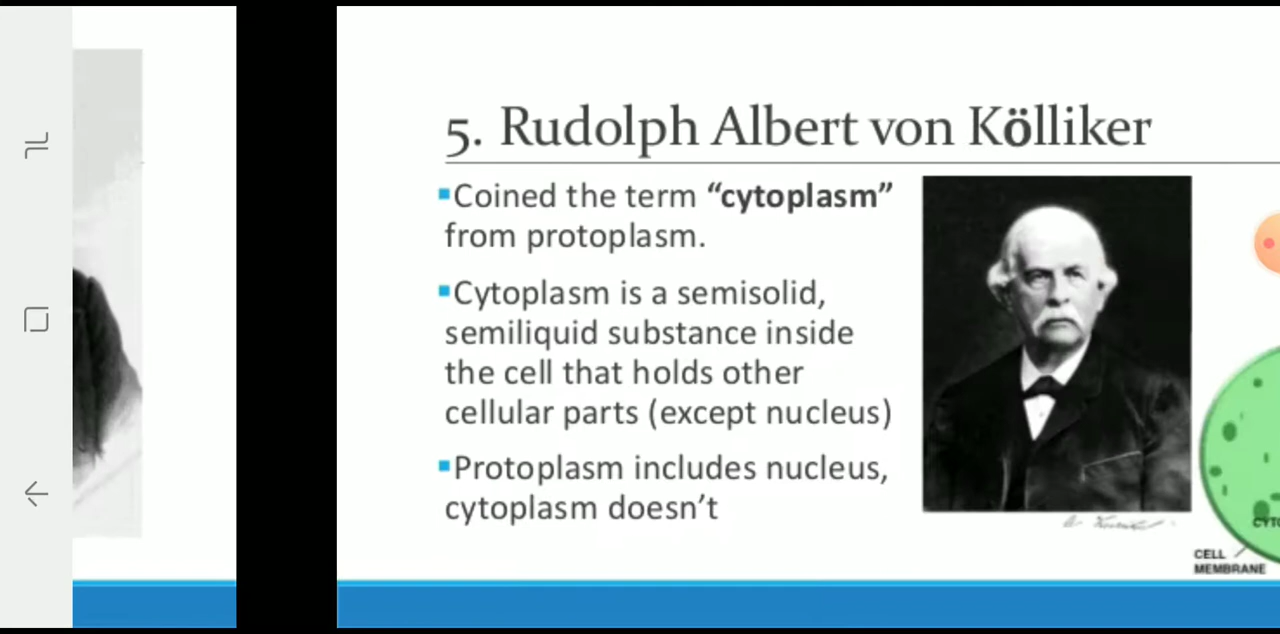 5. Rudolph Albert von Kölliker
▪Coined the term “cytoplasm”
from protoplasm.
▪Cytoplasm is a semisolid,
semiliquid substance inside
the cell that holds other
cellular parts (except nucleus)
▪Protoplasm includes nucleus,
cytoplasm doesn’t
CELL
MEMBRANE